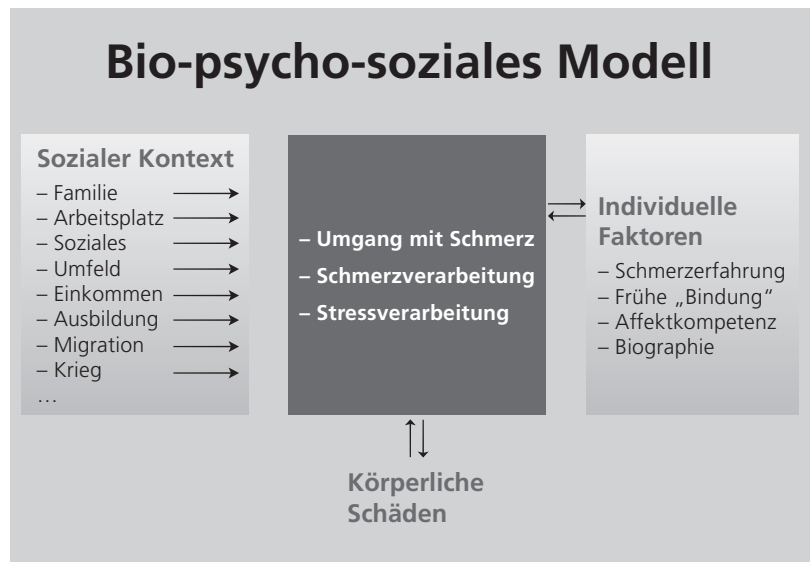 Bio-psycho-soziales Modell
Sozialer Kontext
– Familie
– Arbeitsplatz
– Soziales
– Umfeld
– Einkommen
– Ausbildung
– Migration
– Krieg
…
– Umgang mit Schmerz
– Schmerzverarbeitung
– Stressverarbeitung
Individuelle
Faktoren
– Schmerzerfahrung
– Frühe „Bindung“
– Affektkompetenz
– Biographie
Körperliche
Schäden